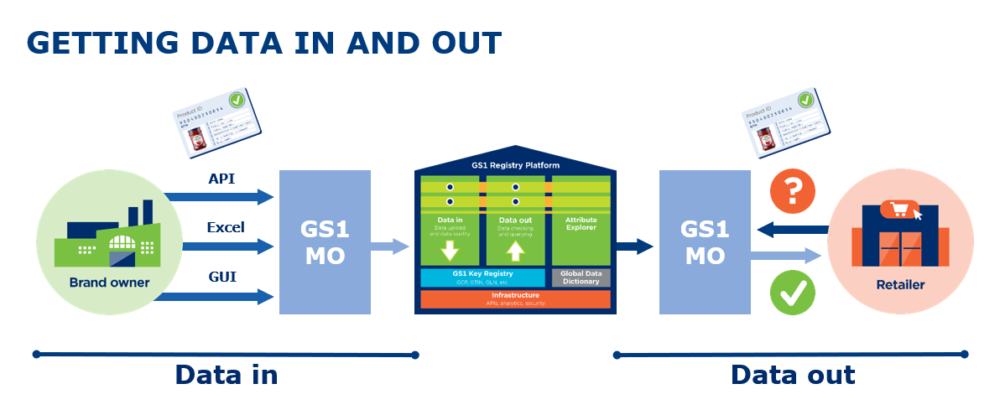 GETTING DATA IN AND OUT
Product ID
Product ID
API
Excel
GUI
Brand owner
GS1
MO
GS1 Registry Platform
Data in
Data upload
and data quality
Data out
Data checking
and querying
Attribute
Explorer
GS1 Key Registry
GCP, GTIN, GLN, etc.
Global Data
Dictionary
Infrastructure
APIs, analytics, security
GS1
MO
?
Retailer
Data in
Data out